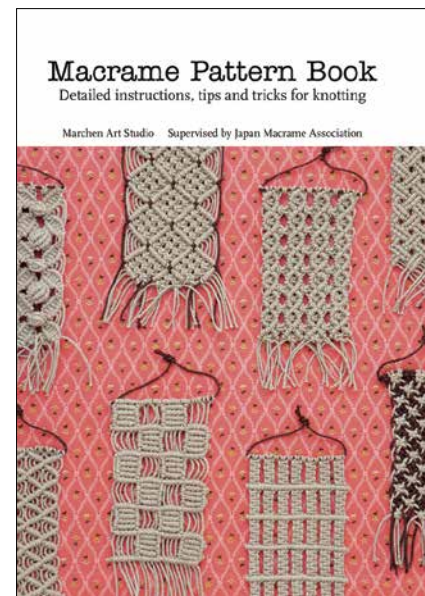 Macrame Pattern Book
Detailed instructions, tips and tricks for knotting
Marchen Art Studio Supervised by Japan Macrame Association